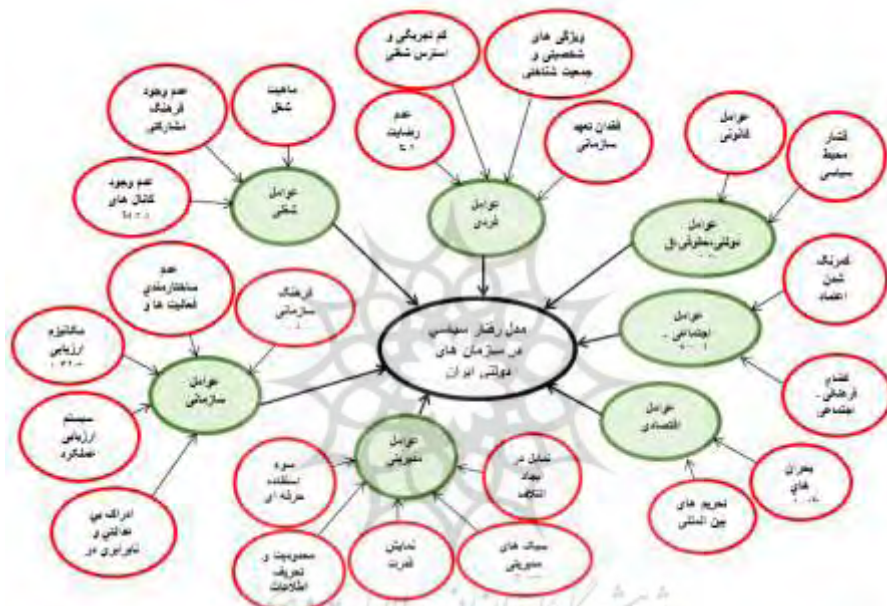 کم تجربگی و
استرس شغلی
ویژگی های
شخصیتی و
جمعیت شناختی
عدم
رضایت
فقدان تعهد
سازمانی
عوامل
فردی
عدم وجود
فرهنگ
مشارکتی
ماهیت
شغل
عدم وجود
کانال های
عوامل
شغلی
عوامل
قانونی
فشار
محیط
سیاسی
عوامل
دولتی،حقوقی،ق
کمرنگ
شدن
اعتماد
عوامل
اجتماعی -
فضای
فرهنگی -
اجتماعی
عوامل
اقتصادی
بحران
های
تحریم های
بین المللی
مدل رفتار سیاسی
در سازمان های
دولتی ایران
عدم
ساختارمندی
فعالیت ها و
فرهنگ
سازمانی
مکانیزم
ارزیابی
سیستم
ارزیابی
عملکرد
ادراک بی
عدالتی و
نابرابری در
عوامل
سازمانی
عوامل
مدیریتی
سوء
استفاده
حرفه ای
تمایل در
ایجاد
ائتلاف
محدودیت و
تحریف
اطلاعات
نمایش
قدرت
سبک های
مدیریتی